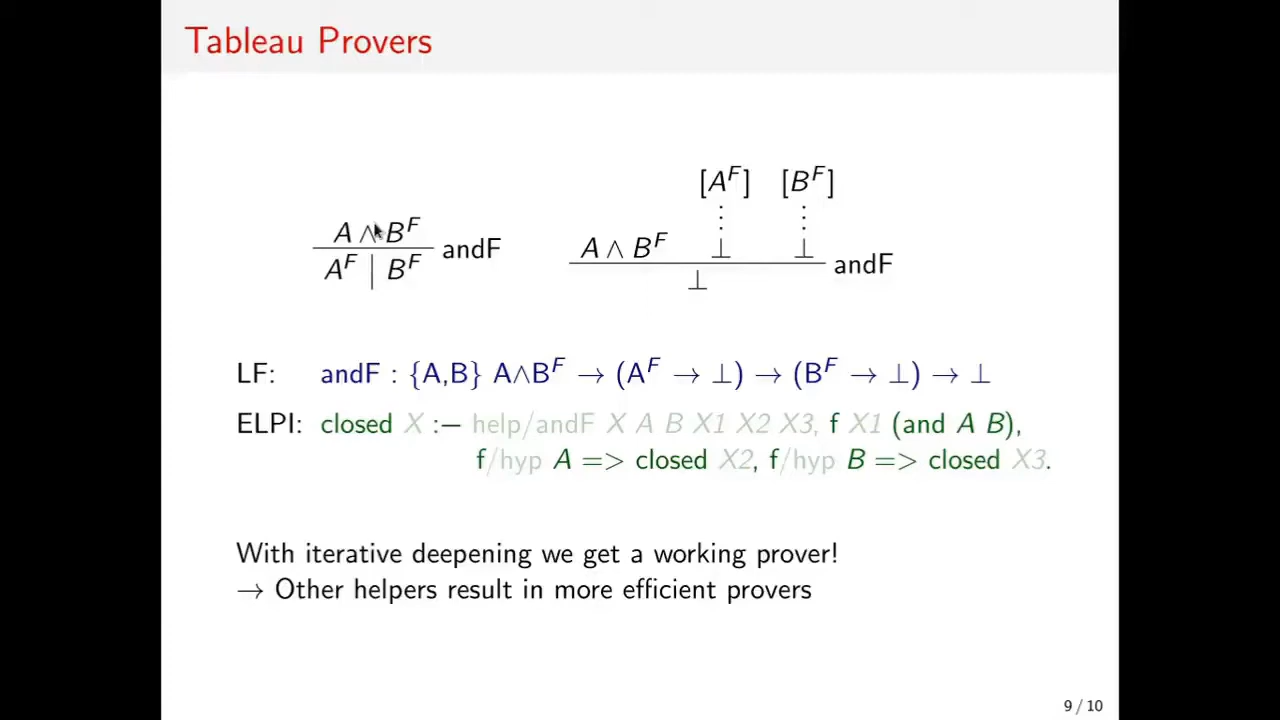 Tableau Provers
[A^F] [B^F]
A ∧ B^F
A^F | B^F
andF
A ∧ B^F ⊥ ⊥
⊥
andF
LF: andF : {A,B} A∧B^F → (A^F → ⊥) → (B^F → ⊥) → ⊥
ELPI: closed X :− help/andF X A B X1 X2 X3, f X1 (and A B),
f/hyp A => closed X2, f/hyp B => closed X3.
With iterative deepening we get a working prover!
→ Other helpers result in more efficient provers
9 / 10